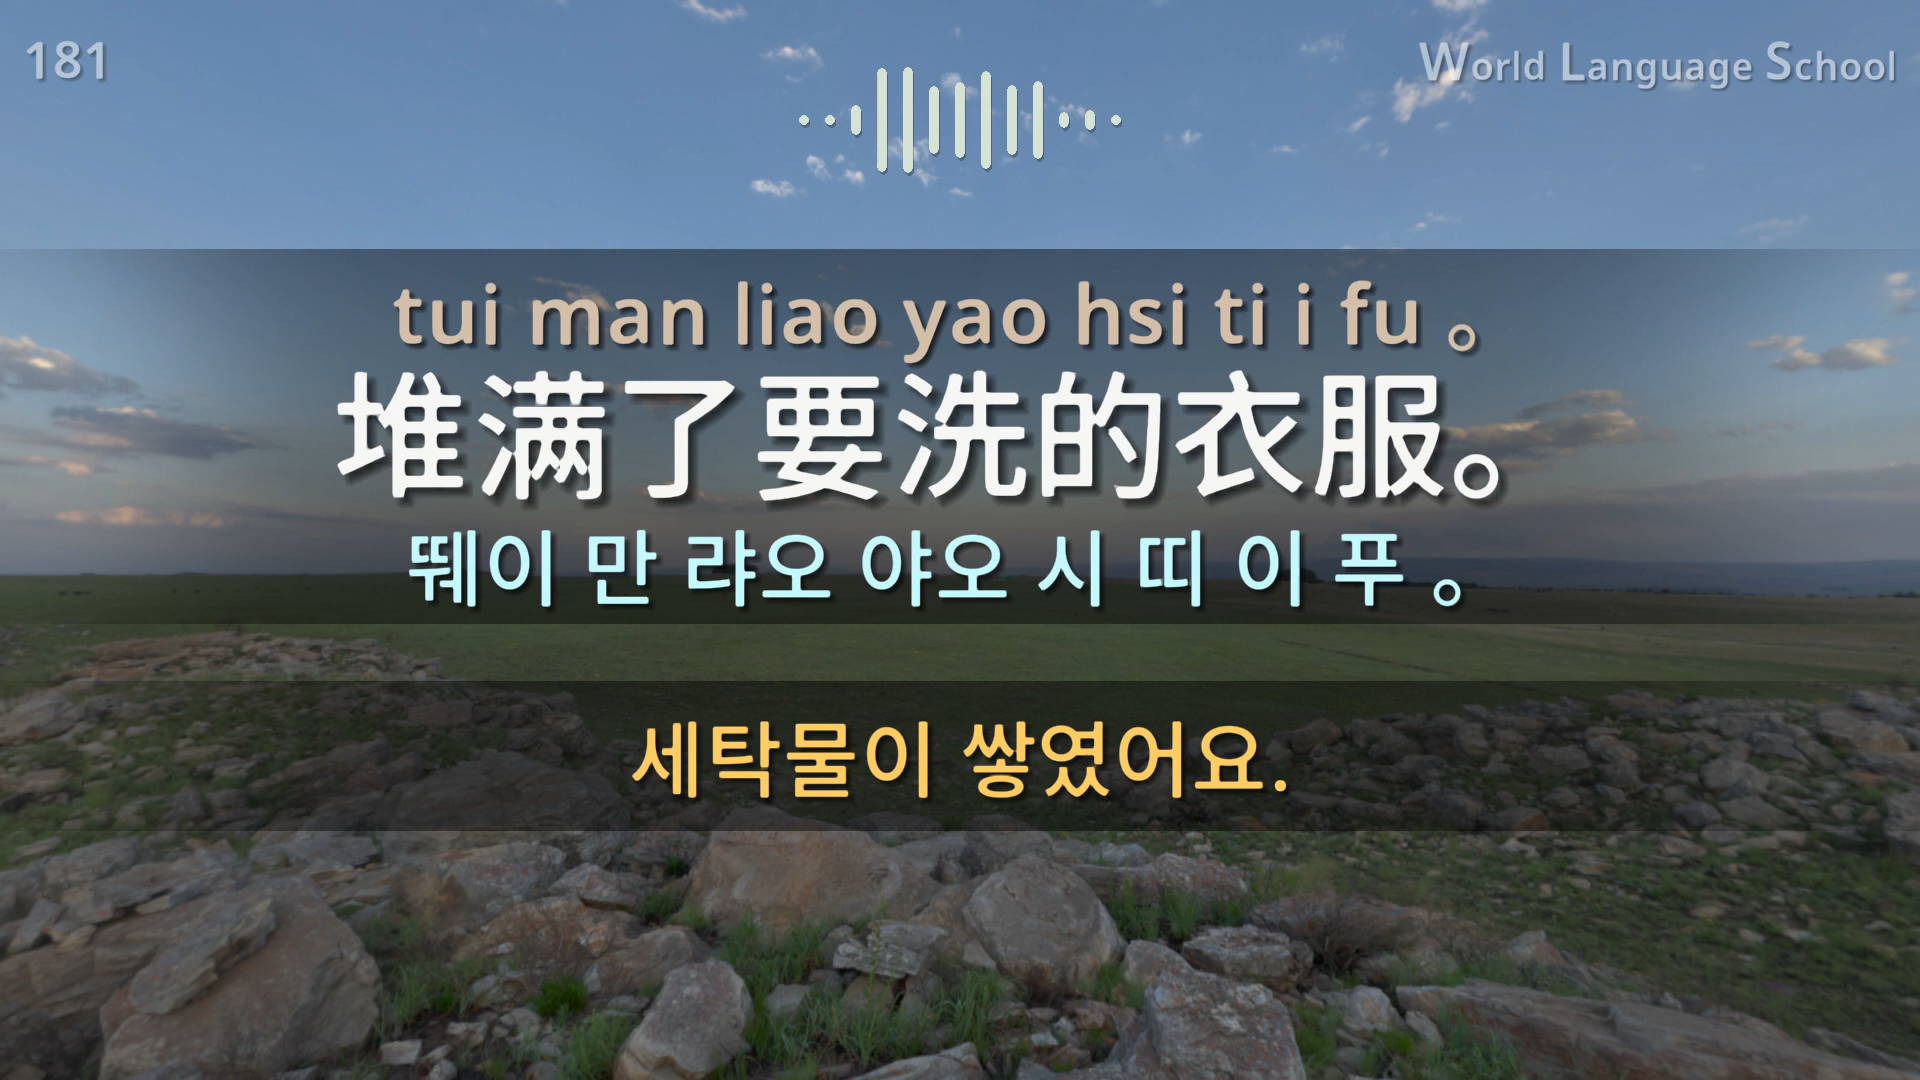 181
World Language School
tui man liao yao hsi ti i fu 。
堆满了要洗的衣服。
뛔이 만 랴오 야오 시 띠 이 푸 。
세탁물이 쌓였어요.